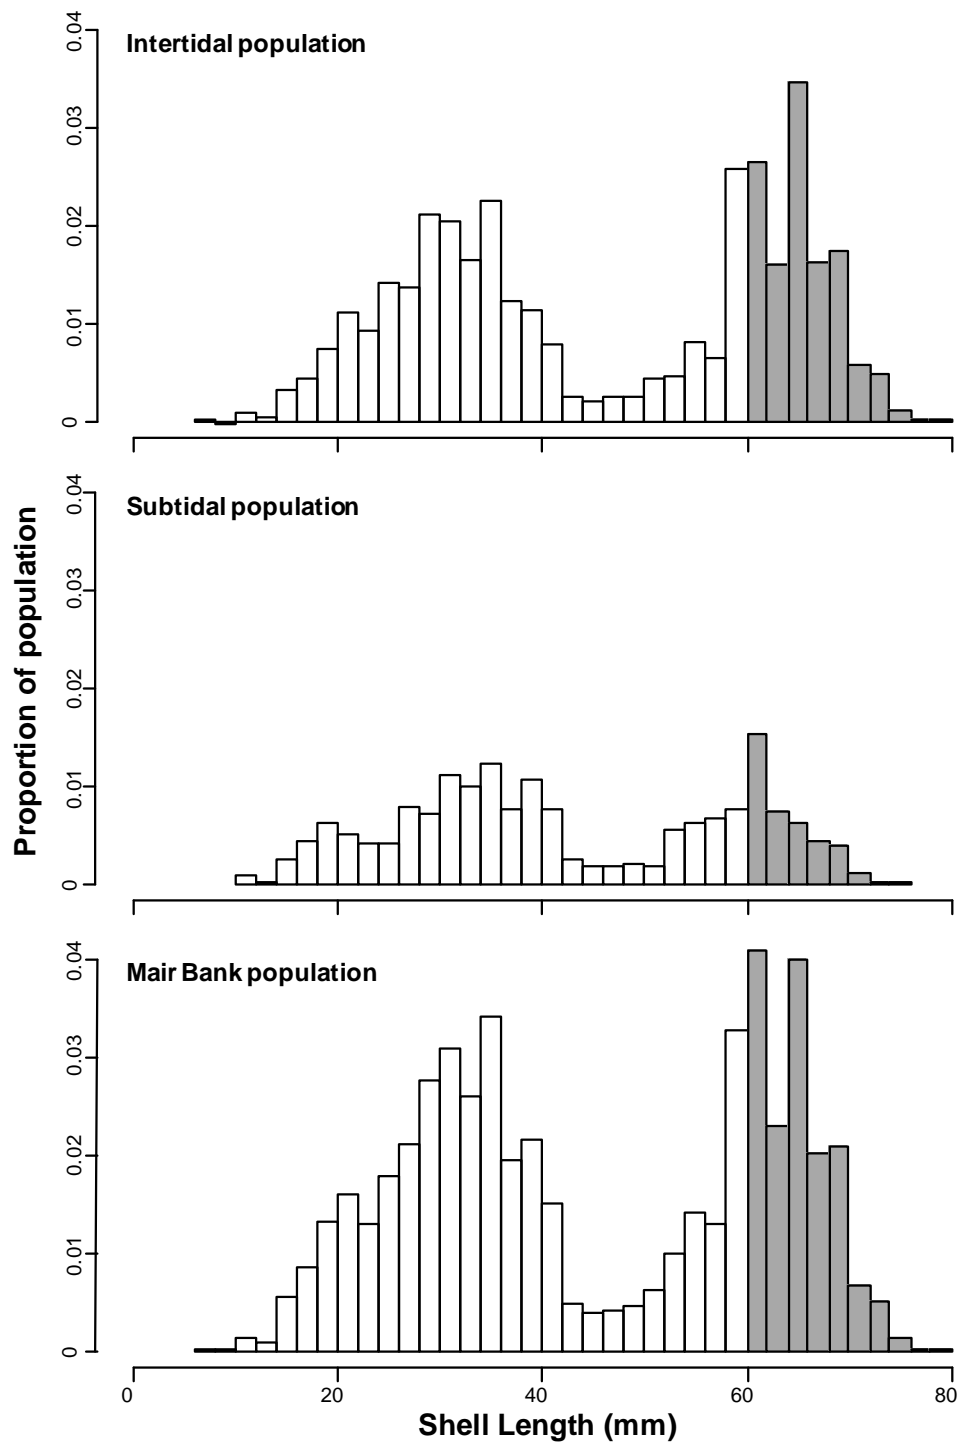 Intertidal population
0.04
0.03
0.02
0.01
0
Subtidal population
0.04
0.03
0.02
0.01
0
Proportion of population
Mair Bank population
0.04
0.03
0.02
0.01
0
0 20 40 60 80
Shell Length (mm)